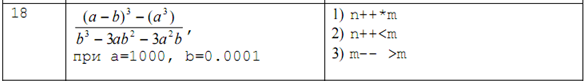 18
(a − b)³ − (a³)
b³ − 3ab² − 3a²b ,
при a=1000, b=0.0001
1) n++*m
2) n++<m
3) m-- >m